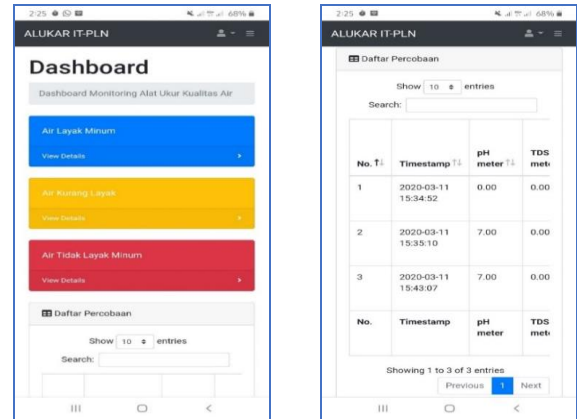 2:25 68%
ALUKAR IT-PLN
Dashboard
Dashboard Monitoring Alat Ukur Kualitas Air
Air Layak Minum
View Details
Air Kurang Layak
View Details
Air Tidak Layak Minum
View Details
Daftar Percobaan
Show 10 entries
Search:
2:25 68%
ALUKAR IT-PLN
Daftar Percobaan
Show 10 entries
Search:
No. Timestamp pH meter TDS
1 2020-03-11 15:34:52 0.00 0.00
2 2020-03-11 15:35:10 7.00 0.00
3 2020-03-11 15:43:07 7.00 0.00
No. Timestamp pH meter TDS
Showing 1 to 3 of 3 entries
Previous 1 Next